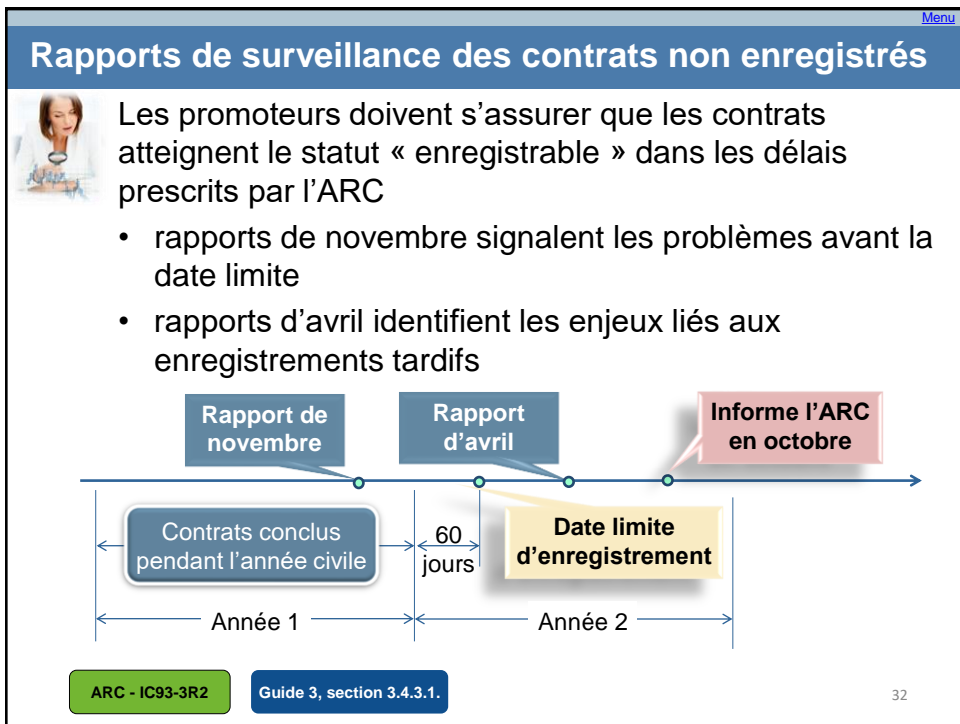 Menu
Rapports de surveillance des contrats non enregistrés
Les promoteurs doivent s’assurer que les contrats
atteignent le statut « enregistrable » dans les délais
prescrits par l’ARC
• rapports de novembre signalent les problèmes avant la
date limite
• rapports d’avril identifient les enjeux liés aux
enregistrements tardifs
Rapport de
novembre
Rapport
d’avril
Informe l’ARC
en octobre
Contrats conclus
pendant l’année civile
60
jours
Date limite
d’enregistrement
Année 1
Année 2
ARC - IC93-3R2
Guide 3, section 3.4.3.1.
32